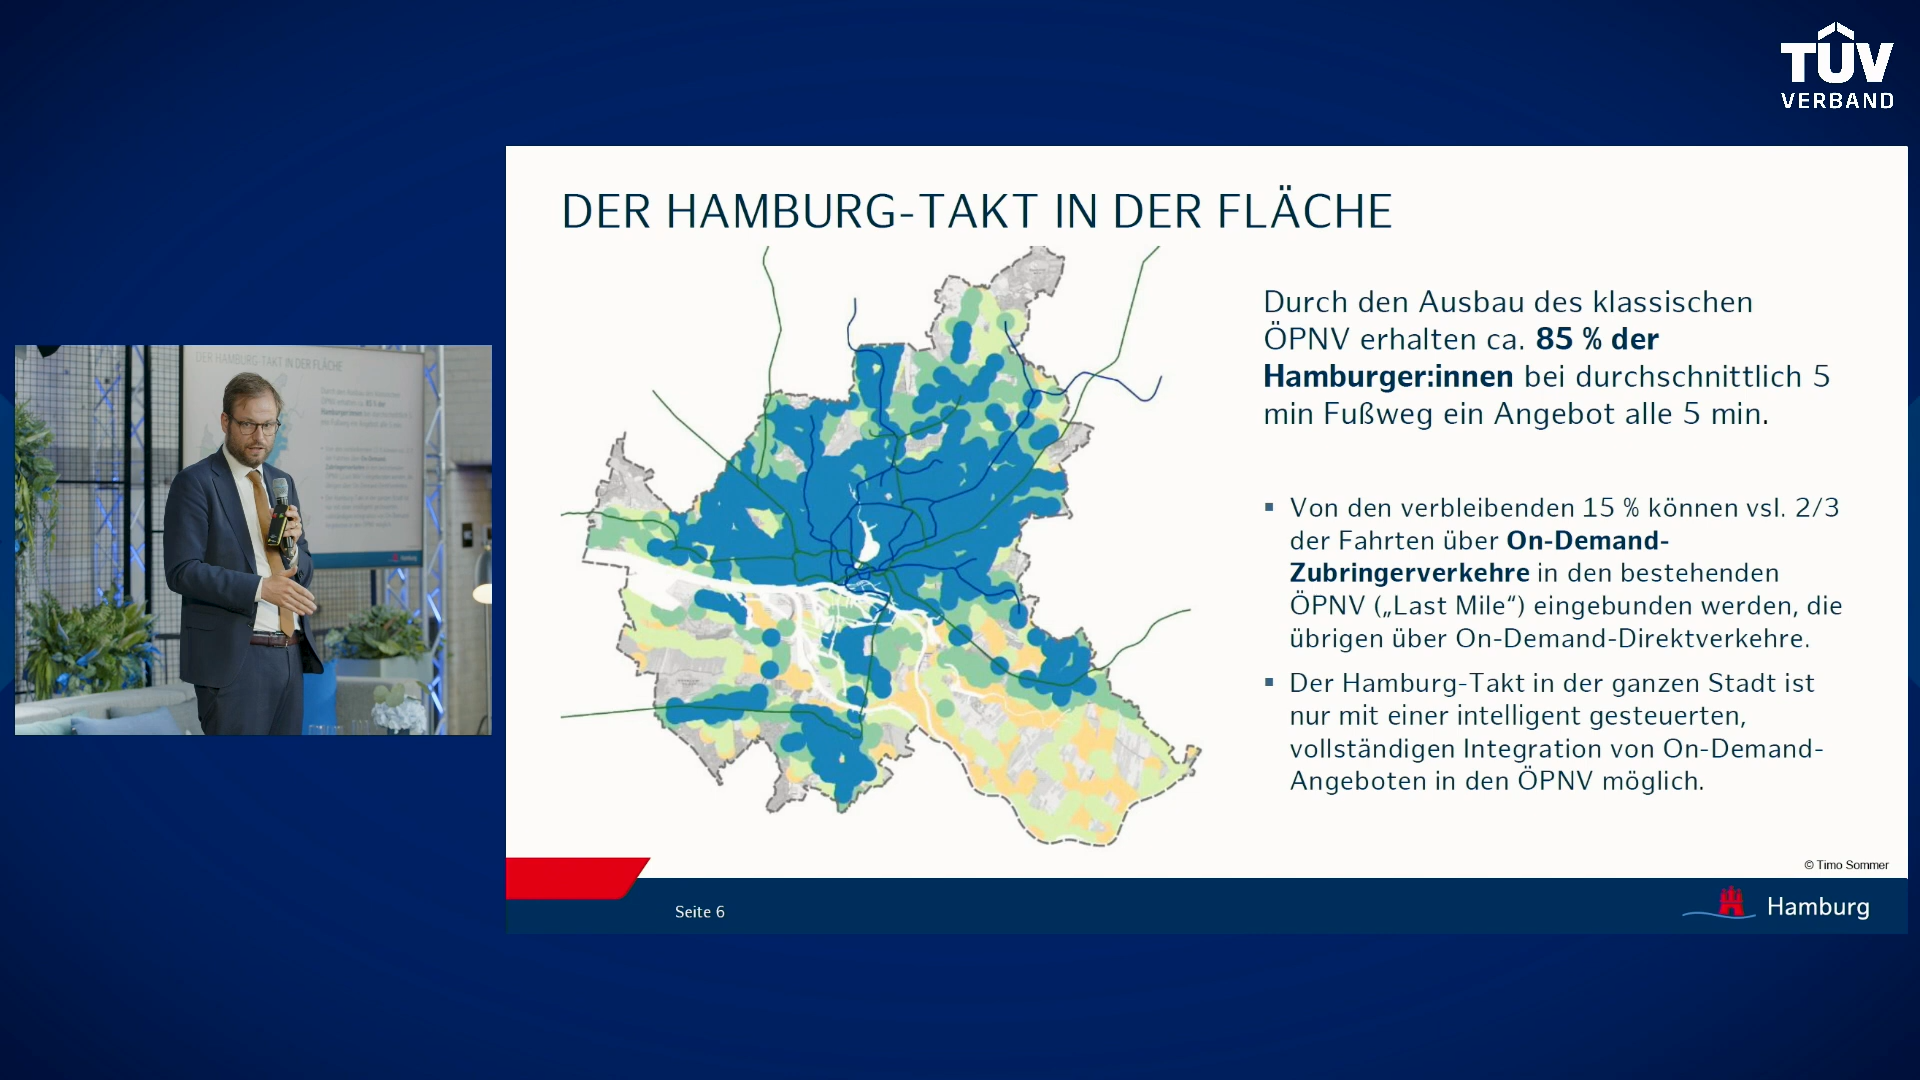 TÜV
VERBAND
DER HAMBURG-TAKT IN DER FLÄCHE
Durch den Ausbau des klassischen
ÖPNV erhalten ca. 85 % der
Hamburger:innen bei durchschnittlich 5
min Fußweg ein Angebot alle 5 min.
▪ Von den verbleibenden 15 % können vsl. 2/3
der Fahrten über On-Demand-
Zubringerverkehre in den bestehenden
ÖPNV („Last Mile“) eingebunden werden, die
übrigen über On-Demand-Direktverkehre.
▪ Der Hamburg-Takt in der ganzen Stadt ist
nur mit einer intelligent gesteuerten,
vollständigen Integration von On-Demand-
Angeboten in den ÖPNV möglich.
© Timo Sommer
Seite 6
Hamburg
DER HAMBURG-TAKT IN DER FLÄCHE